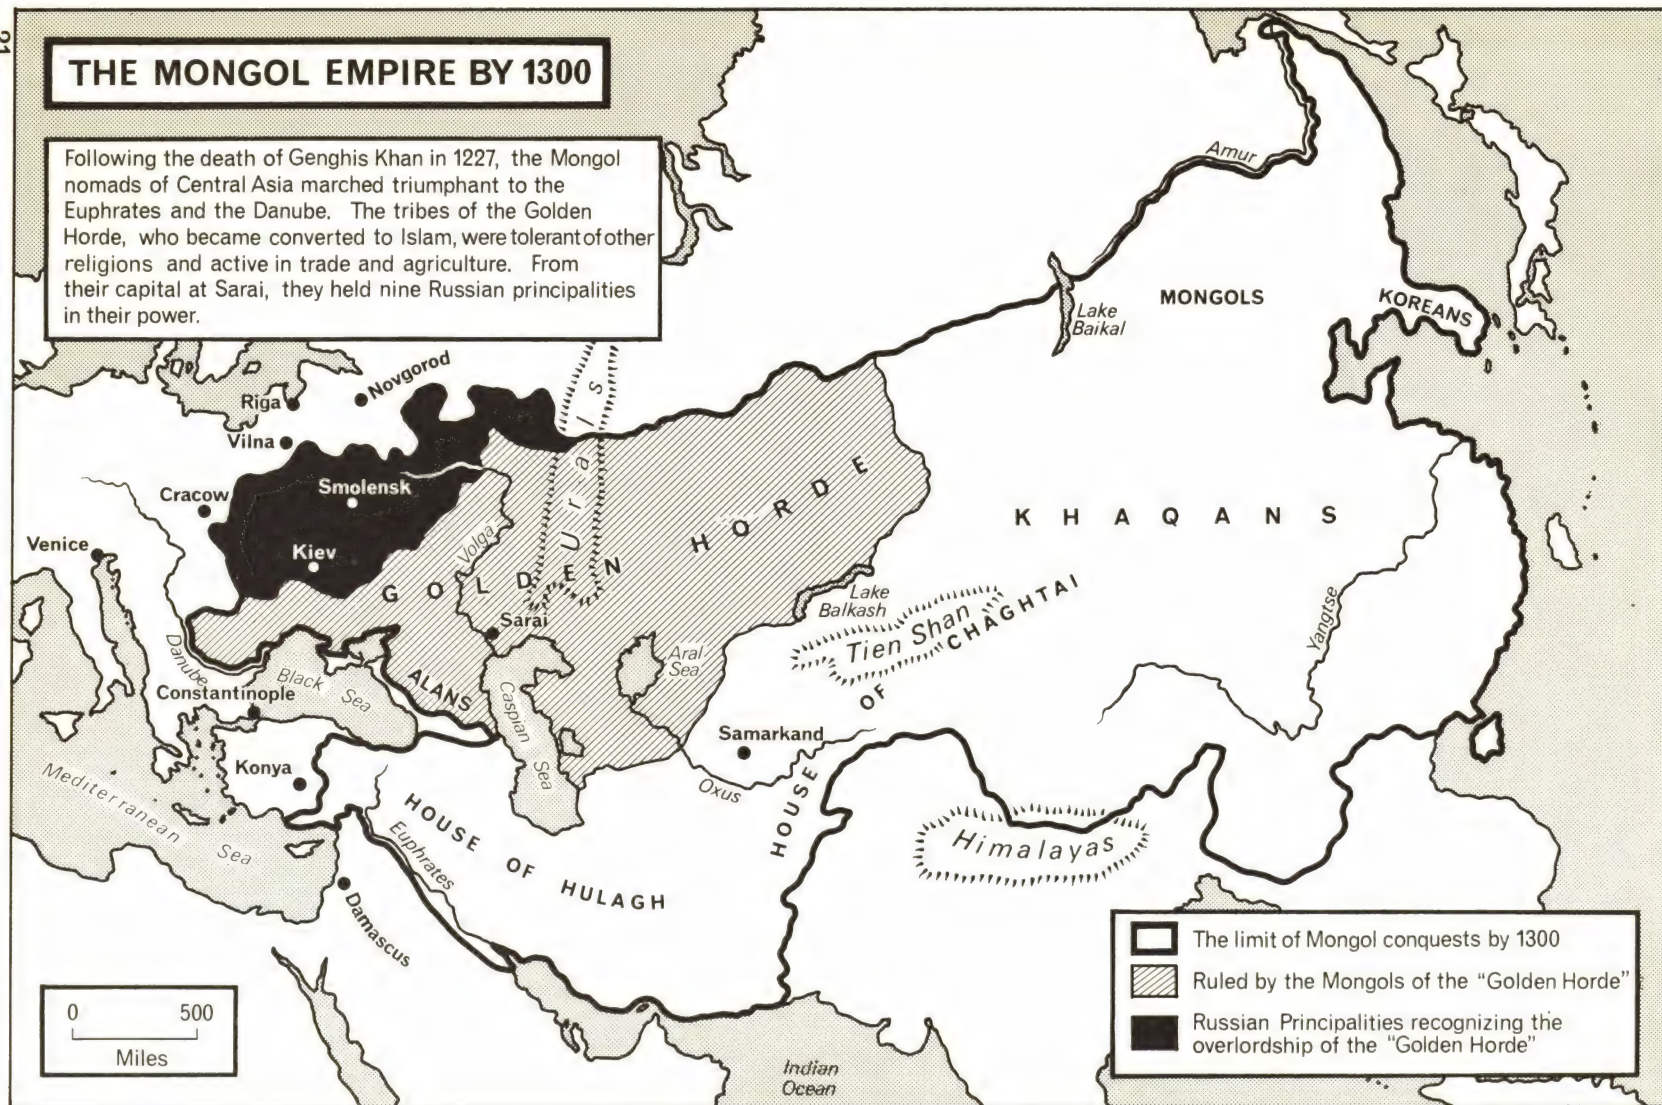 21
THE MONGOL EMPIRE BY 1300
Following the death of Genghis Khan in 1227, the Mongol
nomads of Central Asia marched triumphant to the
Euphrates and the Danube. The tribes of the Golden
Horde, who became converted to Islam, were tolerant of other
religions and active in trade and agriculture. From
their capital at Sarai, they held nine Russian principalities
in their power.
Amur
MONGOLS
KOREANS
Lake
Baikal
Novgorod
Riga
Vilna
Urals
Smolensk
Cracow
Kiev
Venice
Volga
GOLDEN HORDE
KHAQANS
Lake
Balkash
Tien Shan
HOUSE OF CHAGHTAI
Yangtse
Sarai
Aral
Sea
Danube
Black Sea
ALANS
Caspian Sea
Constantinople
Samarkand
Konya
Oxus
Mediterranean Sea
Euphrates
HOUSE OF HULAGH
Himalayas
Damascus
Indian
Ocean
0 500
Miles
The limit of Mongol conquests by 1300
Ruled by the Mongols of the "Golden Horde"
Russian Principalities recognizing the
overlordship of the "Golden Horde"